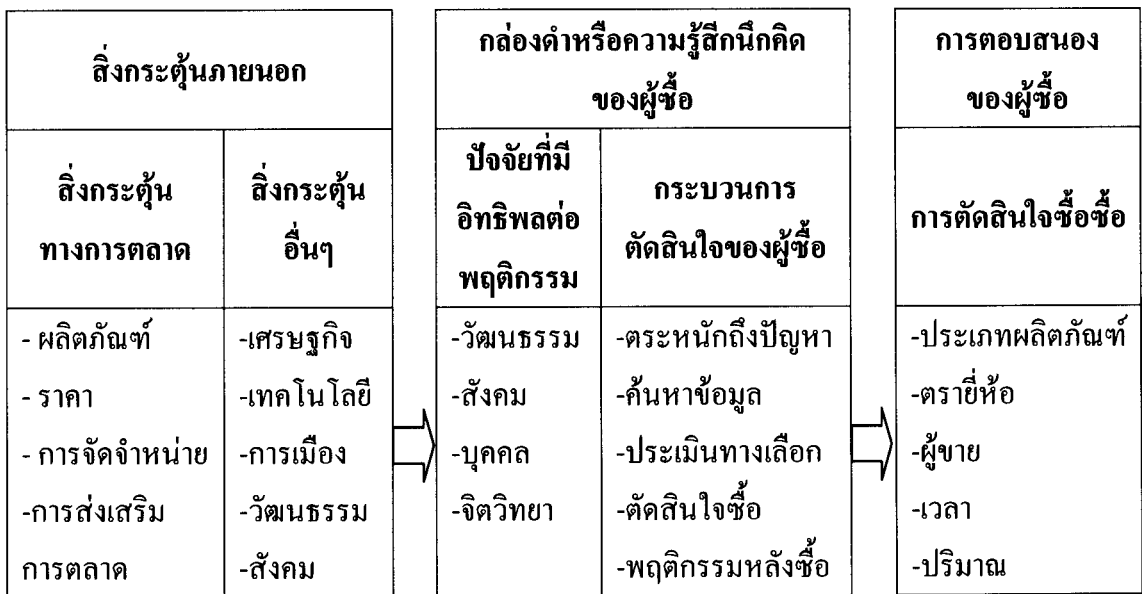 สิ่งกระตุ้นภายนอก
สิ่งกระตุ้น
ทางการตลาด
สิ่งกระตุ้น
อื่นๆ
- ผลิตภัณฑ์
- ราคา
- การจัดจำหน่าย
-การส่งเสริม
การตลาด
-เศรษฐกิจ
-เทคโนโลยี
-การเมือง
-วัฒนธรรม
-สังคม
กล่องดำหรือความรู้สึกนึกคิด
ของผู้ซื้อ
ปัจจัยที่มี
อิทธิพลต่อ
พฤติกรรม
กระบวนการ
ตัดสินใจของผู้ซื้อ
-วัฒนธรรม
-สังคม
-บุคคล
-จิตวิทยา
-ตระหนักถึงปัญหา
-ค้นหาข้อมูล
-ประเมินทางเลือก
-ตัดสินใจซื้อ
-พฤติกรรมหลังซื้อ
การตอบสนอง
ของผู้ซื้อ
การตัดสินใจซื้อซื้อ
-ประเภทผลิตภัณฑ์
-ตรายี่ห้อ
-ผู้ขาย
-เวลา
-ปริมาณ